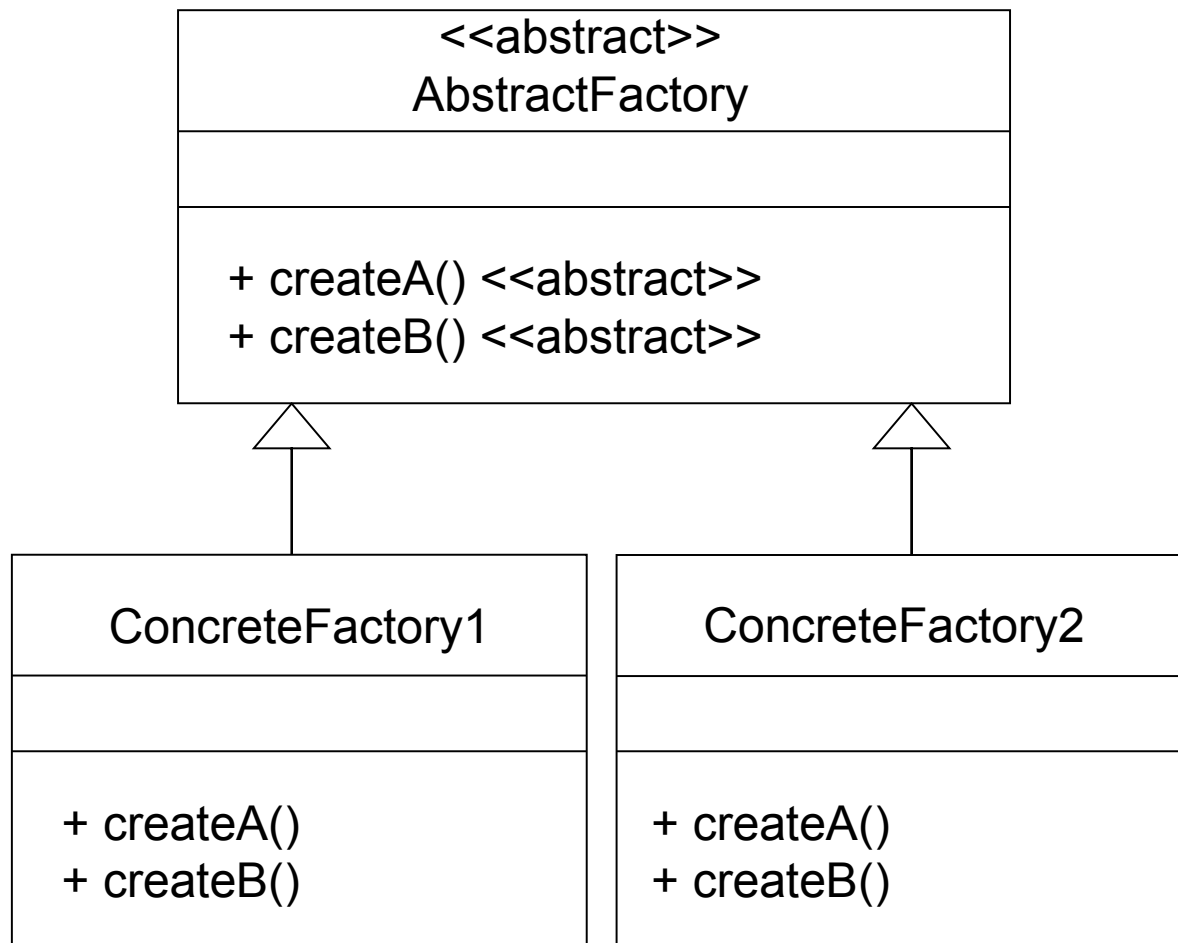 <<abstract>>
AbstractFactory
+ createA() <<abstract>>
+ createB() <<abstract>>
ConcreteFactory1
+ createA()
+ createB()
ConcreteFactory2
+ createA()
+ createB()